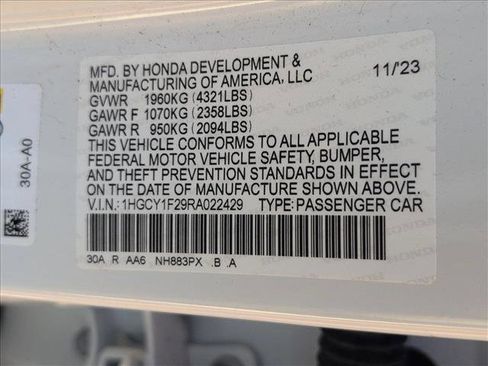 MFD. BY HONDA DEVELOPMENT &
MANUFACTURING OF AMERICA, LLC 11/23
GVWR 1960KG (4321LBS)
GAWR F 1070KG (2358LBS)
GAWR R 950KG (2094LBS)
THIS VEHICLE CONFORMS TO ALL APPLICABLE
FEDERAL MOTOR VEHICLE SAFETY, BUMPER,
AND THEFT PREVENTION STANDARDS IN EFFECT
ON THE DATE OF MANUFACTURE SHOWN ABOVE.
V.I.N.: 1HGCY1F29RA022429 TYPE: PASSENGER CAR
30A R AA6 NH883PX .B .A
30A-A0